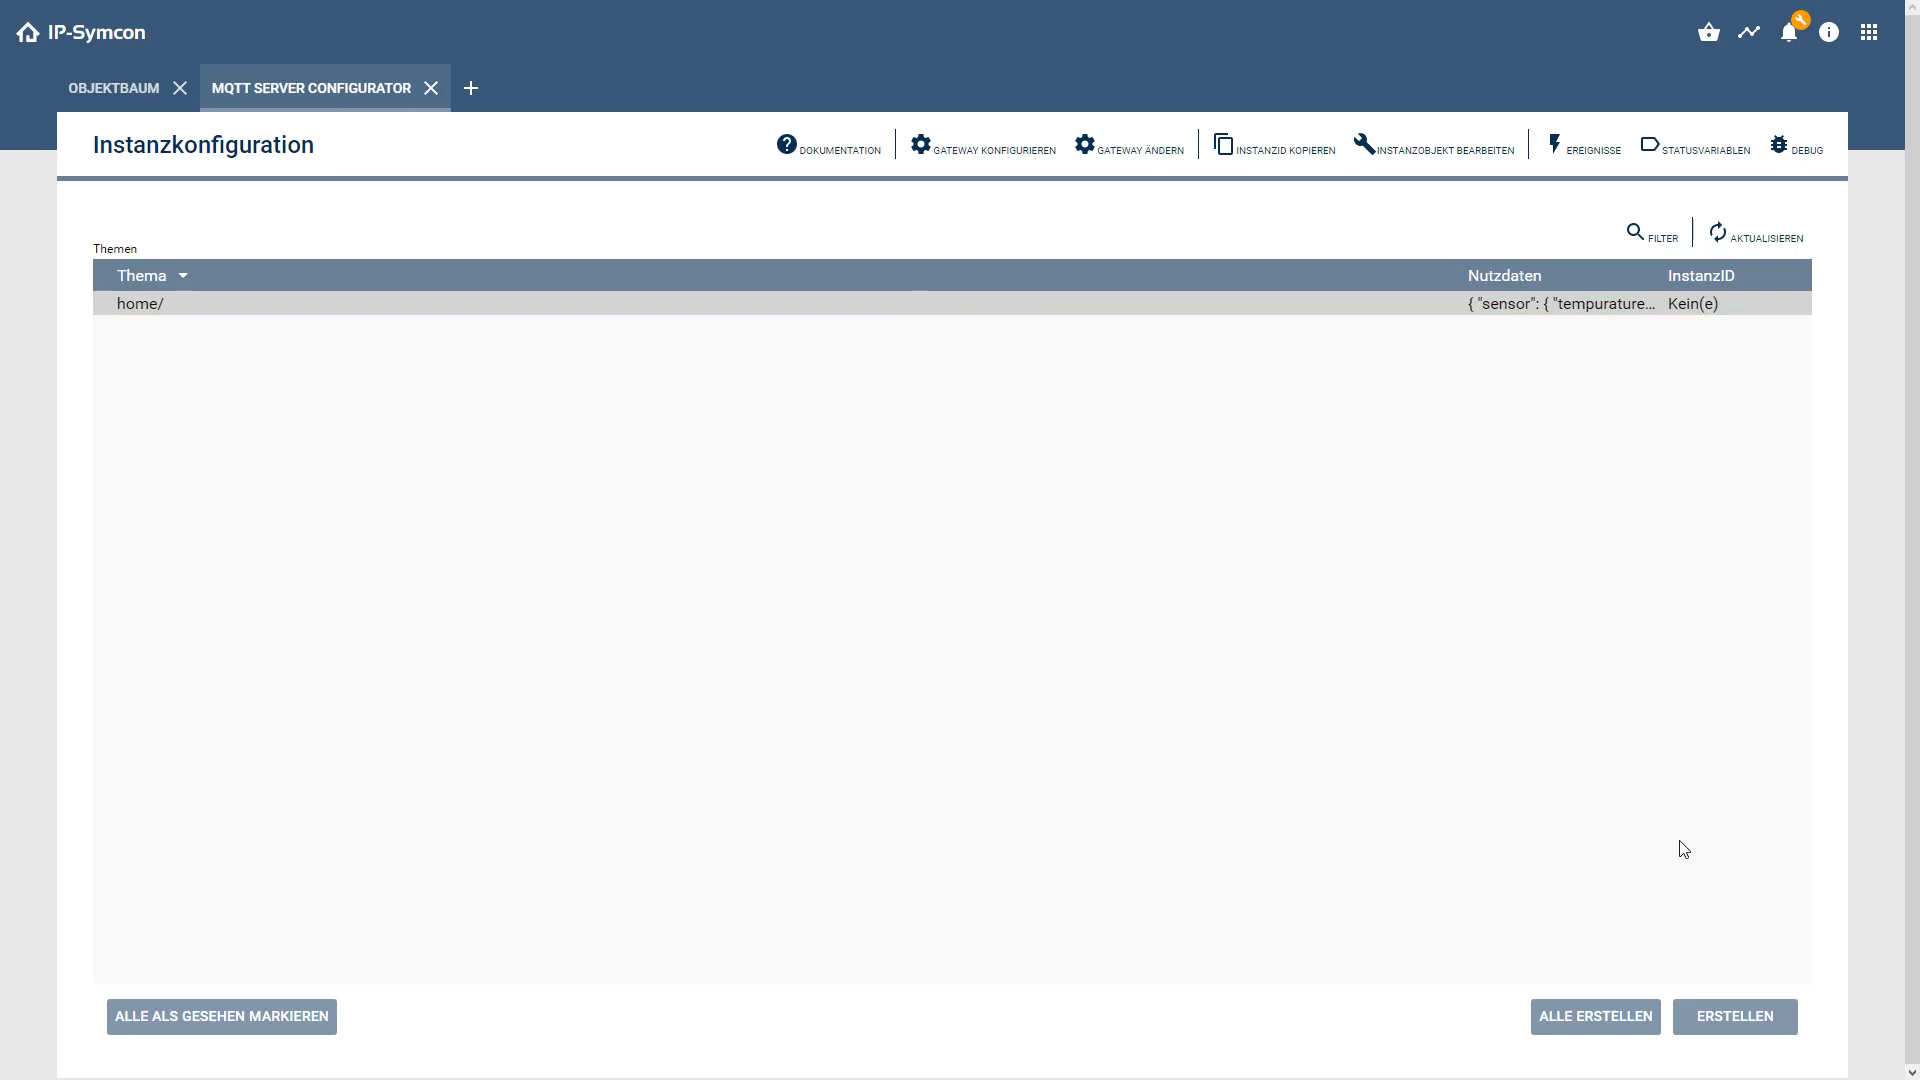 IP-Symcon
OBJEKTBAUM
MQTT SERVER CONFIGURATOR
Instanzkonfiguration
DOKUMENTATION
GATEWAY KONFIGURIEREN
GATEWAY ÄNDERN
INSTANZID KOPIEREN
INSTANZOBJEKT BEARBEITEN
EREIGNISSE
STATUSVARIABLEN
DEBUG
FILTER
AKTUALISIEREN
Themen
Thema Nutzdaten InstanzID
home/ { "sensor": { "tempurature... Kein(e)
ALLE ALS GESEHEN MARKIEREN
ALLE ERSTELLEN
ERSTELLEN